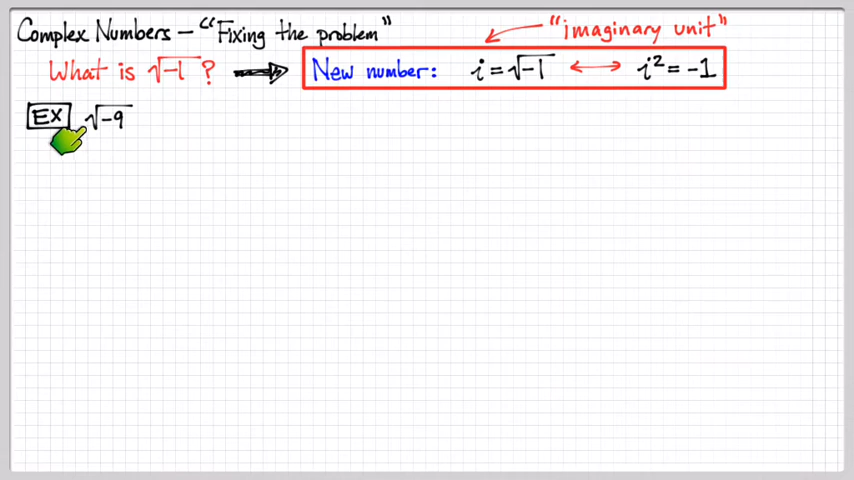 Complex Numbers – "Fixing the problem"
"imaginary unit"
What is √-1 ? ⟹ New number: i = √-1 ⟷ i² = -1
EX √-9